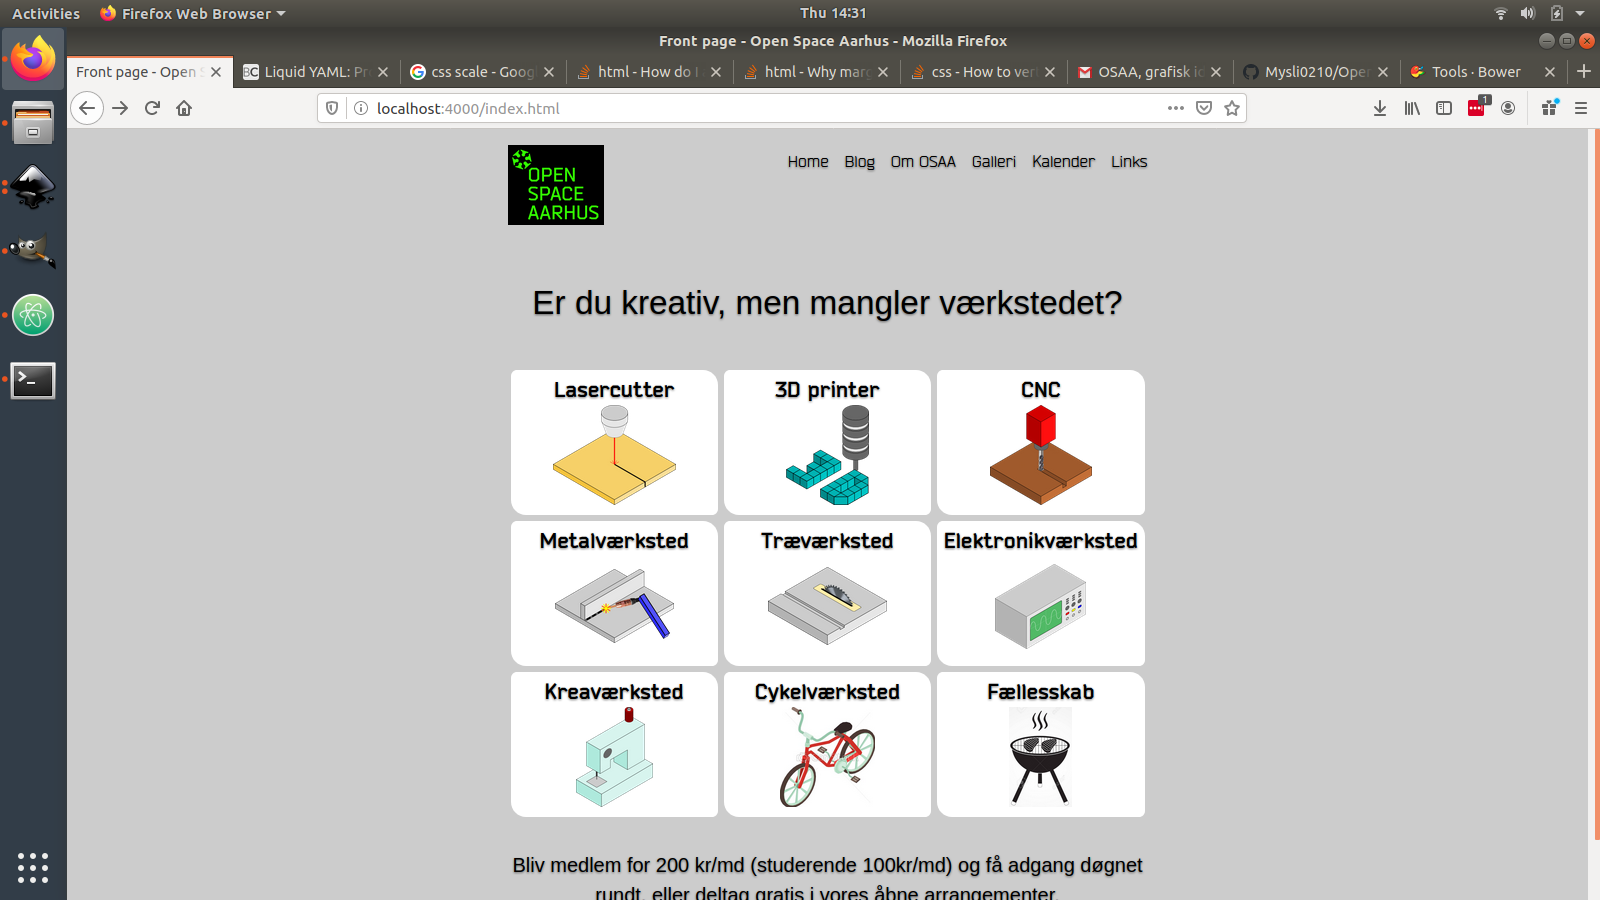 Activities Firefox Web Browser Thu 14:31
Front page - Open Space Aarhus - Mozilla Firefox
Front page - Open S BC Liquid YAML: Pr css scale - Goog html - How do I html - Why marg css - How to ver OSAA, grafisk id Mysli0210/Open Tools · Bower
localhost:4000/index.html 1
OPEN
SPACE
AARHUS
Home Blog Om OSAA Galleri Kalender Links
Er du kreativ, men mangler værkstedet?
Lasercutter 3D printer CNC
Metalværksted Træværksted Elektronikværksted
Kreaværksted Cykelværksted Fællesskab
Bliv medlem for 200 kr/md (studerende 100kr/md) og få adgang døgnet
rundt, eller deltag gratis i vores åbne arrangementer.